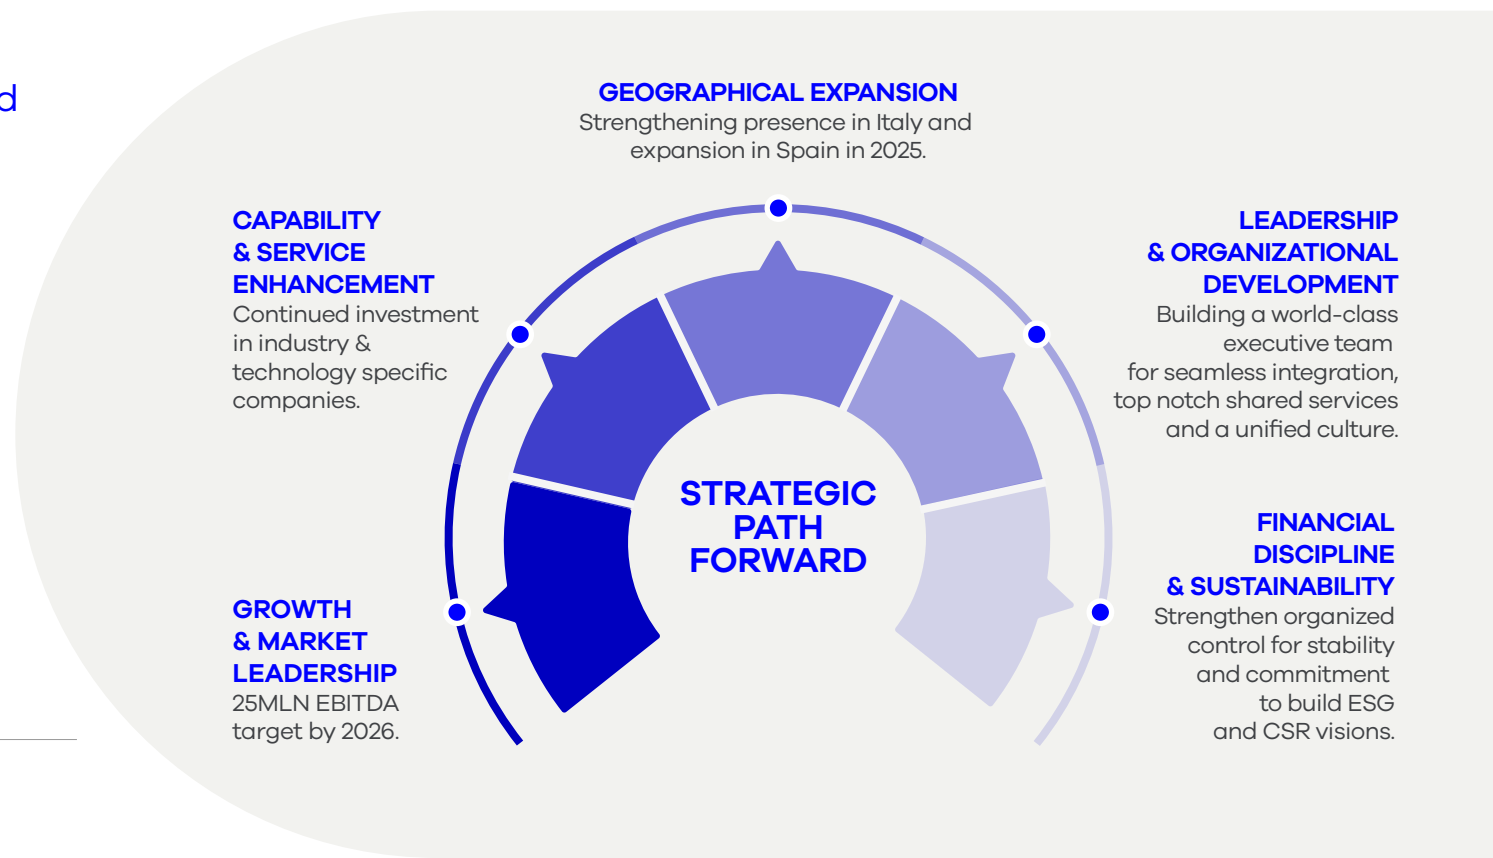 d
GEOGRAPHICAL EXPANSION
Strengthening presence in Italy and
expansion in Spain in 2025.
CAPABILITY
& SERVICE
ENHANCEMENT
Continued investment
in industry &
technology specific
companies.
LEADERSHIP
& ORGANIZATIONAL
DEVELOPMENT
Building a world-class
executive team
for seamless integration,
top notch shared services
and a unified culture.
STRATEGIC
PATH
FORWARD
GROWTH
& MARKET
LEADERSHIP
25MLN EBITDA
target by 2026.
FINANCIAL
DISCIPLINE
& SUSTAINABILITY
Strengthen organized
control for stability
and commitment
to build ESG
and CSR visions.